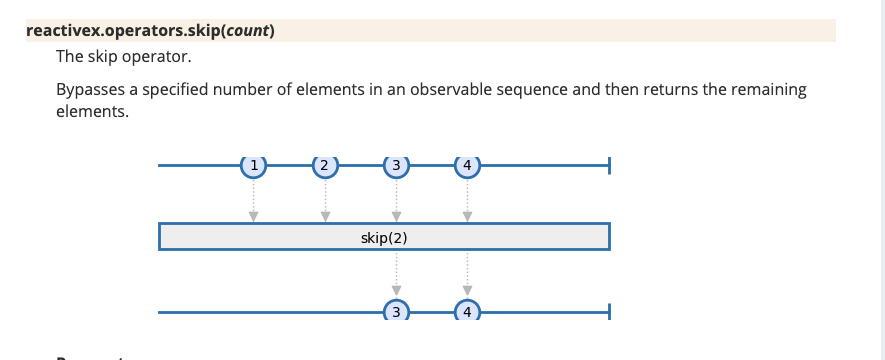 reactivex.operators.skip(count)
The skip operator.
Bypasses a specified number of elements in an observable sequence and then returns the remaining
elements.
1 2 3 4
skip(2)
3 4